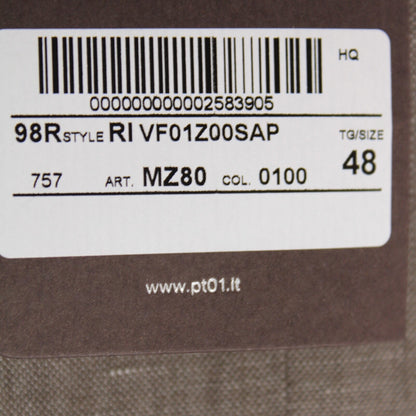 HQ
000000000002583905
98R STYLE RI VF01Z00SAP TG/SIZE
757 ART. MZ80 COL. 0100 48
www.pt01.it